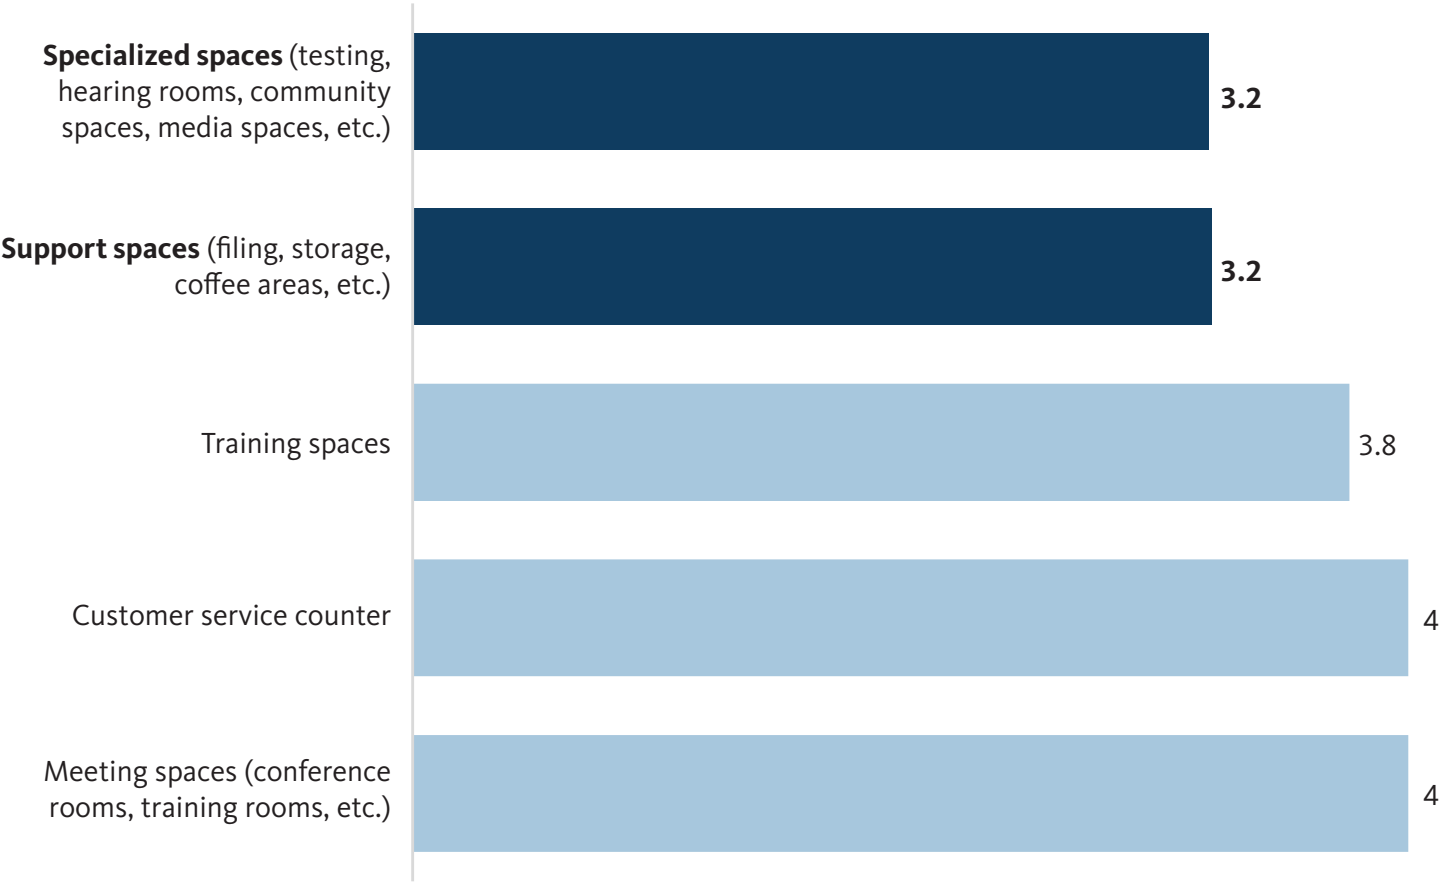 Specialized spaces (testing,
hearing rooms, community
spaces, media spaces, etc.)
3.2
Support spaces (filing, storage,
coffee areas, etc.)
3.2
Training spaces
3.8
Customer service counter
4
Meeting spaces (conference
rooms, training rooms, etc.)
4